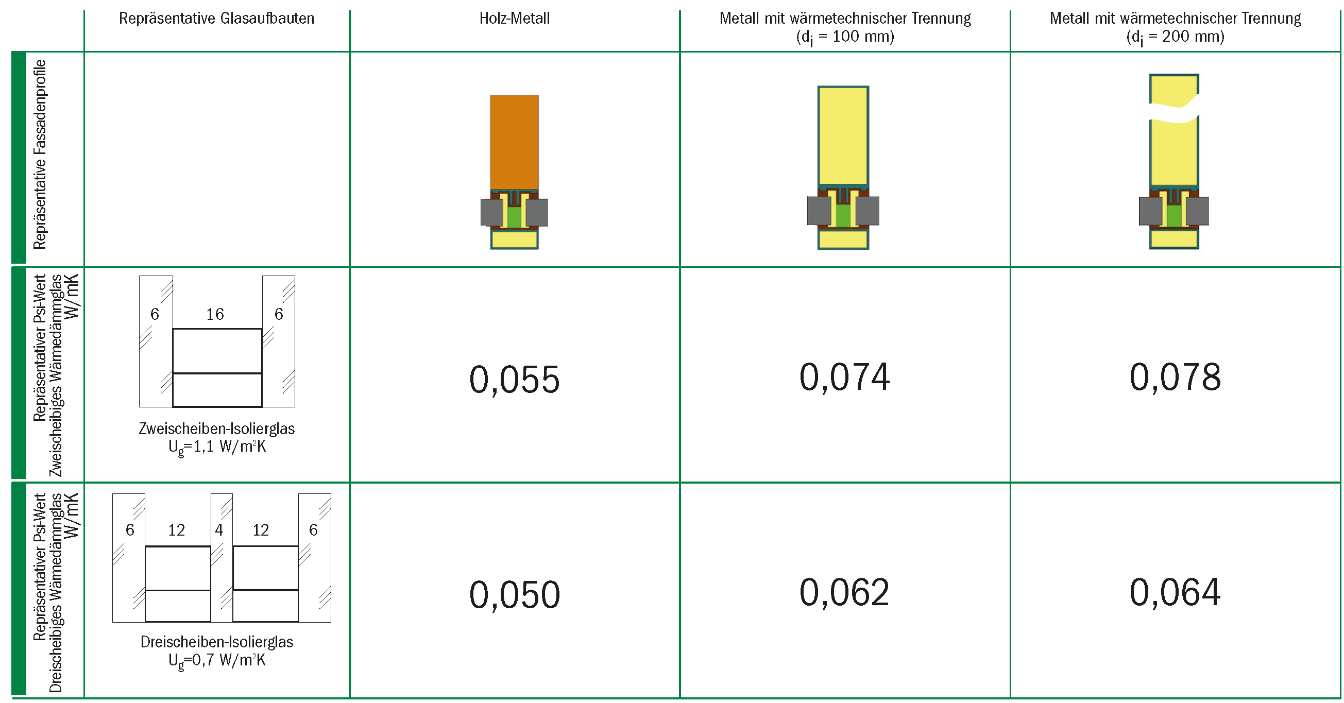 Repräsentative Glasaufbauten
Holz-Metall
Metall mit wärmetechnischer Trennung
(di = 100 mm)
Metall mit wärmetechnischer Trennung
(di = 200 mm)
Repräsentative Fassadenprofile
Repräsentativer Psi-Wert
Zweischeibiges Wärmedämmglas
W/mK
6
16
6
Zweischeiben-Isolierglas
Ug=1,1 W/m²K
0,055
0,074
0,078
Repräsentativer Psi-Wert
Dreischeibiges Wärmedämmglas
W/mK
6
12
4
12
6
Dreischeiben-Isolierglas
Ug=0,7 W/m²K
0,050
0,062
0,064